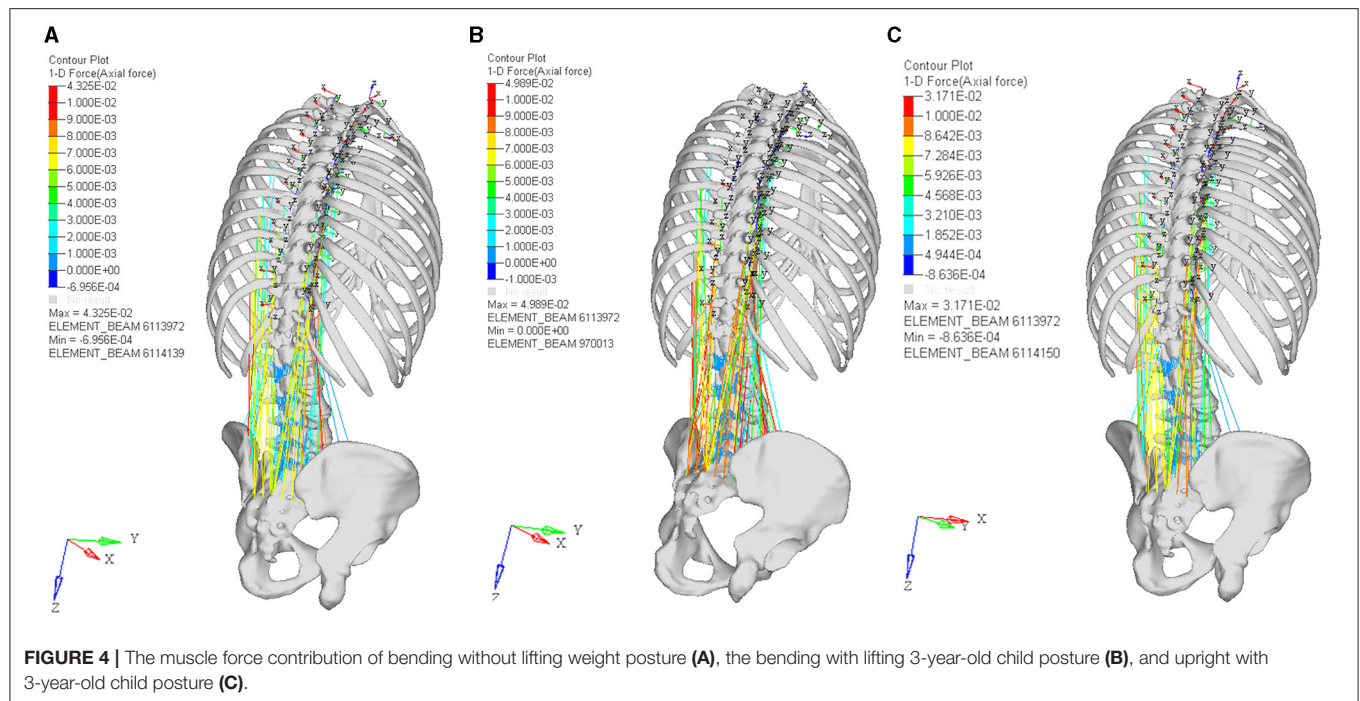 A
Contour Plot
1-D Force(Axial force)
4.325E-02
1.000E-02
9.000E-03
8.000E-03
7.000E-03
6.000E-03
5.000E-03
4.000E-03
3.000E-03
2.000E-03
1.000E-03
0.000E+00
-6.956E-04
No result
Max = 4.325E-02
ELEMENT_BEAM 6113972
Min = -6.956E-04
ELEMENT_BEAM 6114139
Y
X
Z
B
Contour Plot
1-D Force(Axial force)
4.989E-02
1.000E-02
9.000E-03
8.000E-03
7.000E-03
6.000E-03
5.000E-03
4.000E-03
3.000E-03
2.000E-03
1.000E-03
0.000E+00
-1.000E-03
No result
Max = 4.989E-02
ELEMENT_BEAM 6113972
Min = 0.000E+00
ELEMENT_BEAM 970013
Y
X
Z
C
Contour Plot
1-D Force(Axial force)
3.171E-02
1.000E-02
8.642E-03
7.284E-03
5.926E-03
4.568E-03
3.210E-03
1.852E-03
4.944E-04
-8.636E-04
No result
Max = 3.171E-02
ELEMENT_BEAM 6113972
Min = -8.636E-04
ELEMENT_BEAM 6114150
X
Y
Z
FIGURE 4 | The muscle force contribution of bending without lifting weight posture (A), the bending with lifting 3-year-old child posture (B), and upright with
3-year-old child posture (C).